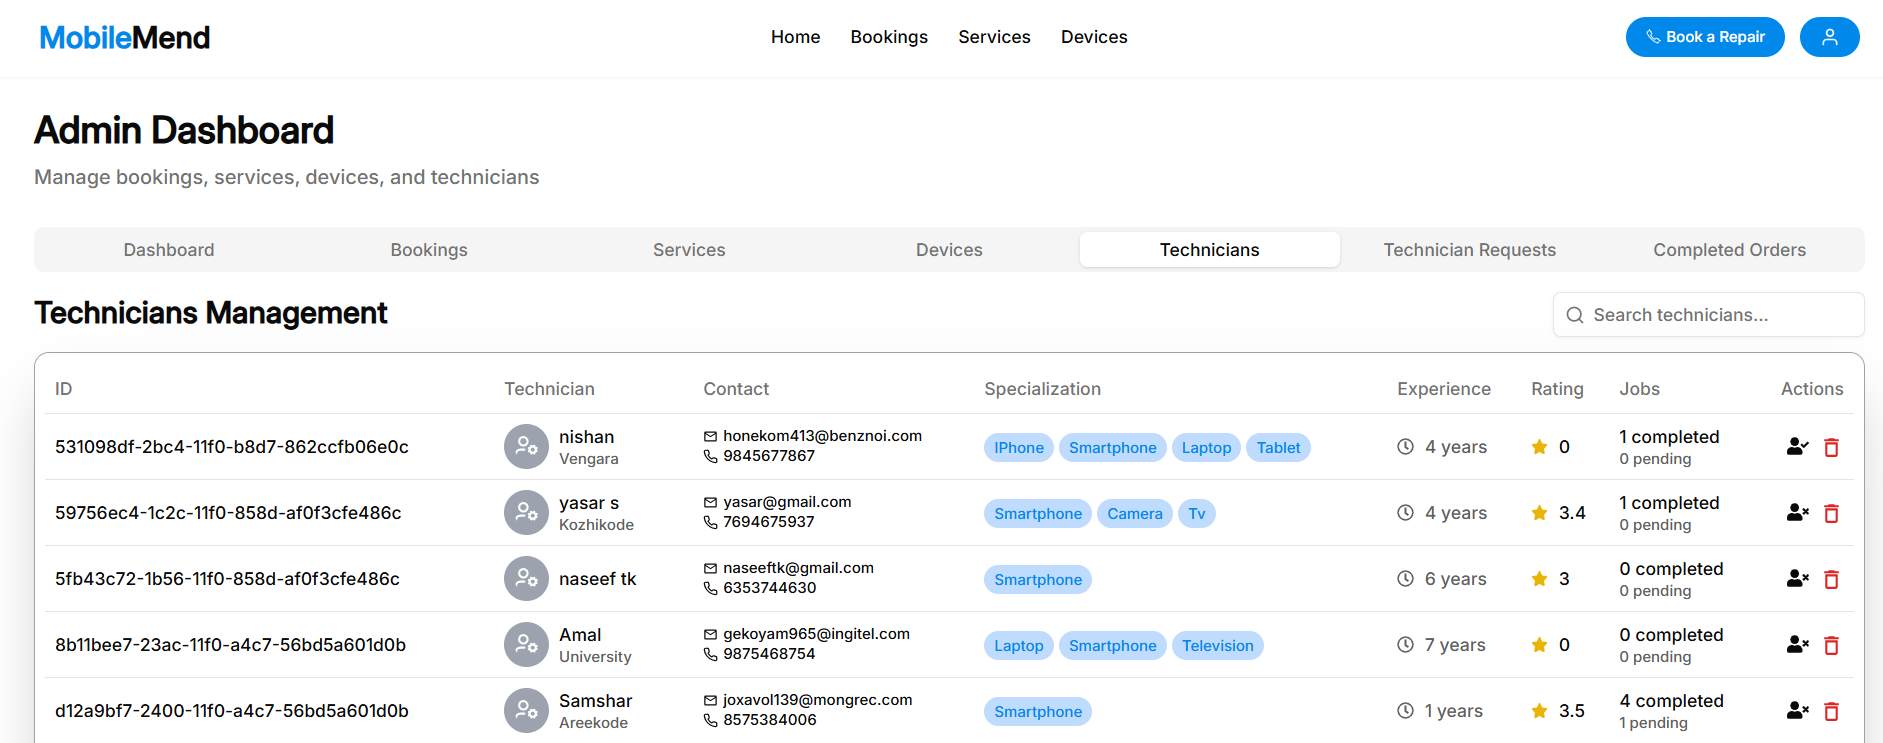 MobileMend
Home Bookings Services Devices
Book a Repair
Admin Dashboard
Manage bookings, services, devices, and technicians
Dashboard Bookings Services Devices Technicians Technician Requests Completed Orders
Technicians Management
Search technicians...
ID Technician Contact Specialization Experience Rating Jobs Actions
531098df-2bc4-11f0-b8d7-862ccfb06e0c nishan Vengara honekom413@benznoi.com 9845677867 IPhone Smartphone Laptop Tablet 4 years 0 1 completed 0 pending
59756ec4-1c2c-11f0-858d-af0f3cfe486c yasar s Kozhikode yasar@gmail.com 7694675937 Smartphone Camera Tv 4 years 3.4 1 completed 0 pending
5fb43c72-1b56-11f0-858d-af0f3cfe486c naseef tk naseeftk@gmail.com 6353744630 Smartphone 6 years 3 0 completed 0 pending
8b11bee7-23ac-11f0-a4c7-56bd5a601d0b Amal University gekoyam965@ingitel.com 9875468754 Laptop Smartphone Television 7 years 0 0 completed 0 pending
d12a9bf7-2400-11f0-a4c7-56bd5a601d0b Samshar Areekode joxavol139@mongrec.com 8575384006 Smartphone 1 years 3.5 4 completed 1 pending